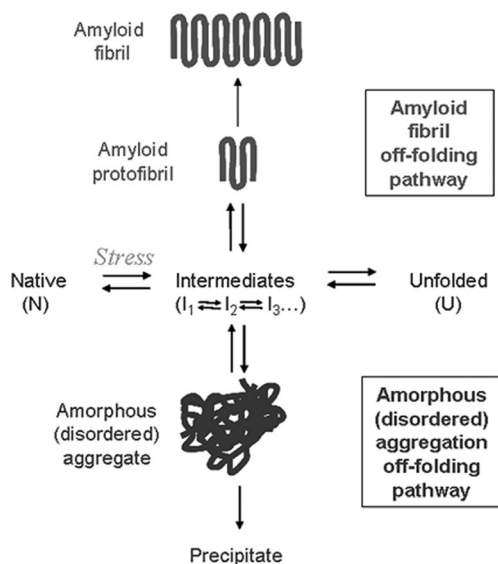 Amyloid
fibril
Amyloid
fibril
off-folding
pathway
Amyloid
protofibril
Stress
Native
(N)
Intermediates
(I1 ⇌ I2 ⇌ I3...)
Unfolded
(U)
Amorphous
(disordered)
aggregate
Amorphous
(disordered)
aggregation
off-folding
pathway
Precipitate